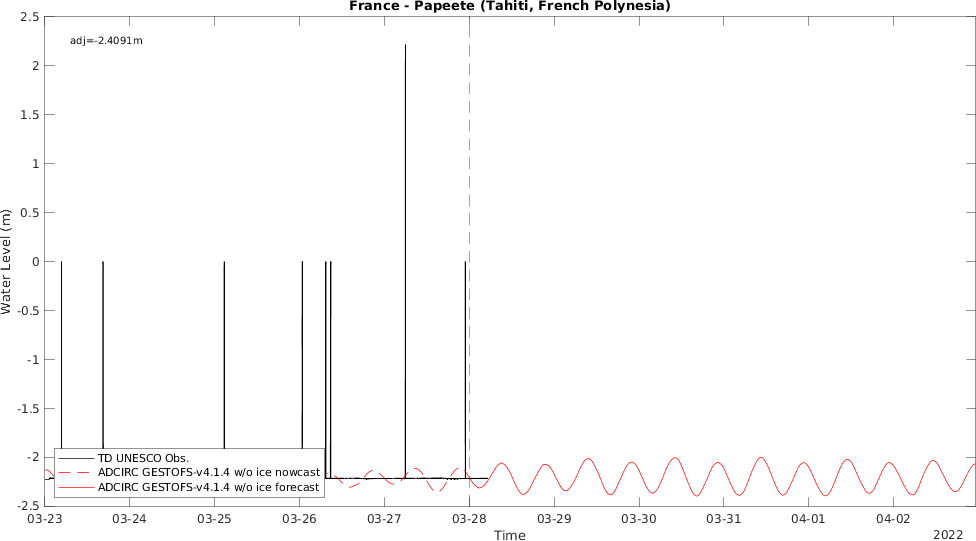 France - Papeete (Tahiti, French Polynesia)
adj=-2.4091m
2.5
2
1.5
1
0.5
0
-0.5
-1
-1.5
-2
-2.5
Water Level (m)
TD UNESCO Obs.
ADCIRC GESTOFS-v4.1.4 w/o ice nowcast
ADCIRC GESTOFS-v4.1.4 w/o ice forecast
03-23 03-24 03-25 03-26 03-27 03-28 03-29 03-30 03-31 04-01 04-02
Time
2022